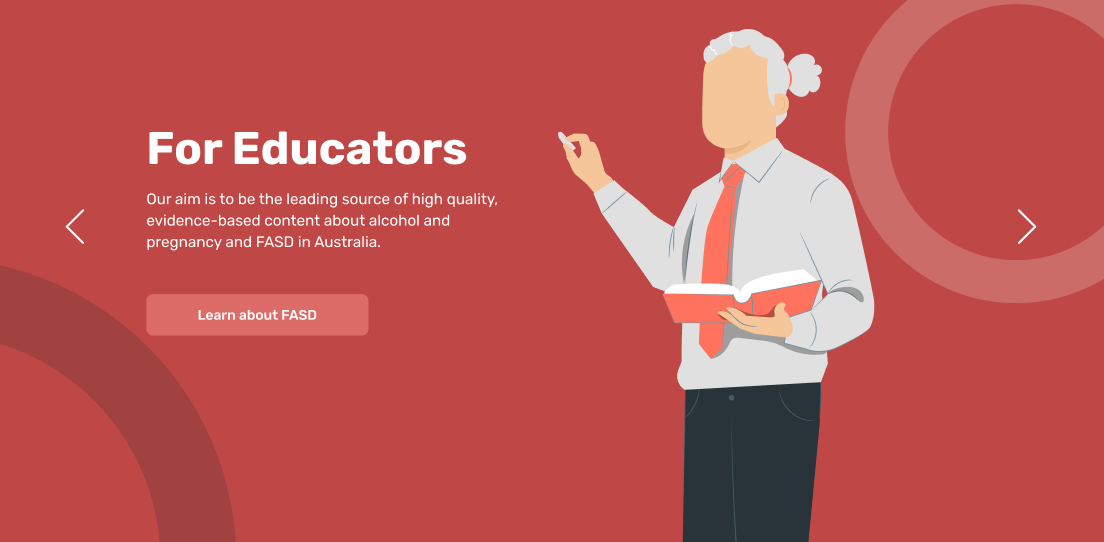 For Educators
Our aim is to be the leading source of high quality,
evidence-based content about alcohol and
pregnancy and FASD in Australia.
Learn about FASD